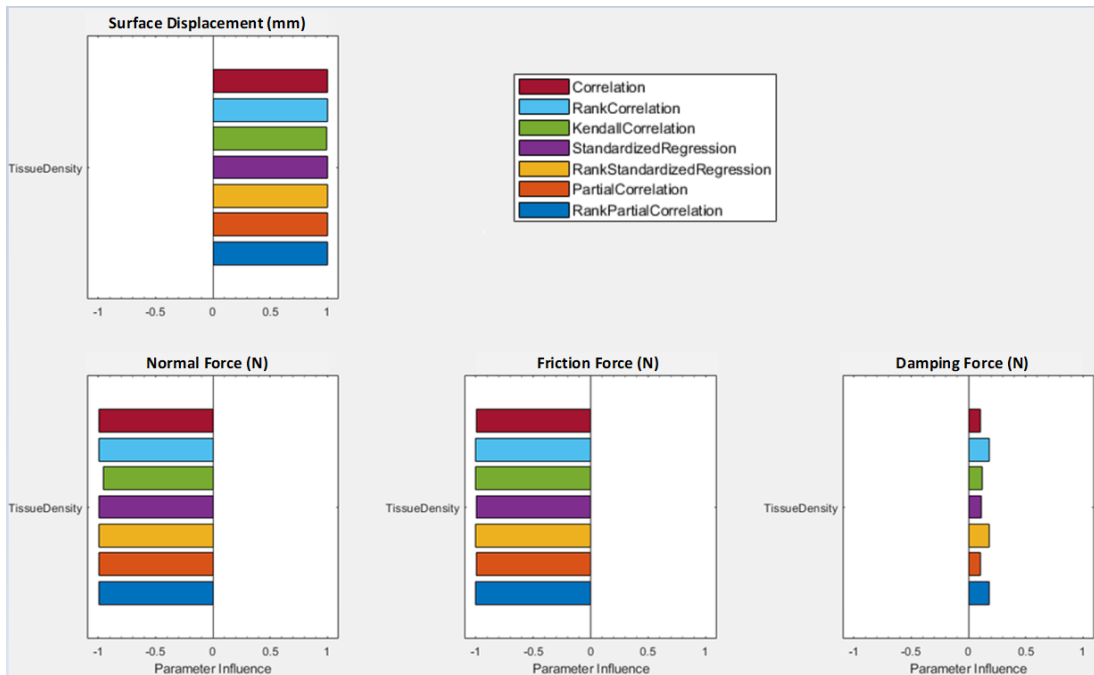 Surface Displacement (mm)
TissueDensity
-1 -0.5 0 0.5 1
Correlation
RankCorrelation
KendallCorrelation
StandardizedRegression
RankStandardizedRegression
PartialCorrelation
RankPartialCorrelation
Normal Force (N)
TissueDensity
-1 -0.5 0 0.5 1
Parameter Influence
Friction Force (N)
TissueDensity
-1 -0.5 0 0.5 1
Parameter Influence
Damping Force (N)
TissueDensity
-1 -0.5 0 0.5 1
Parameter Influence